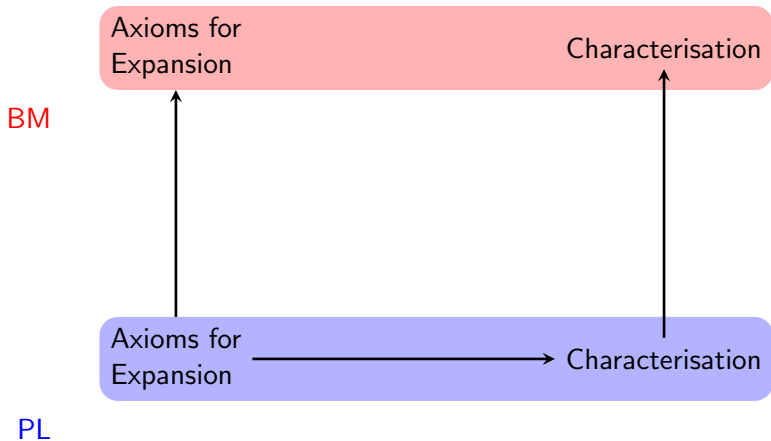 Axioms for
Expansion
Characterisation
BM
Axioms for
Expansion
Characterisation
PL